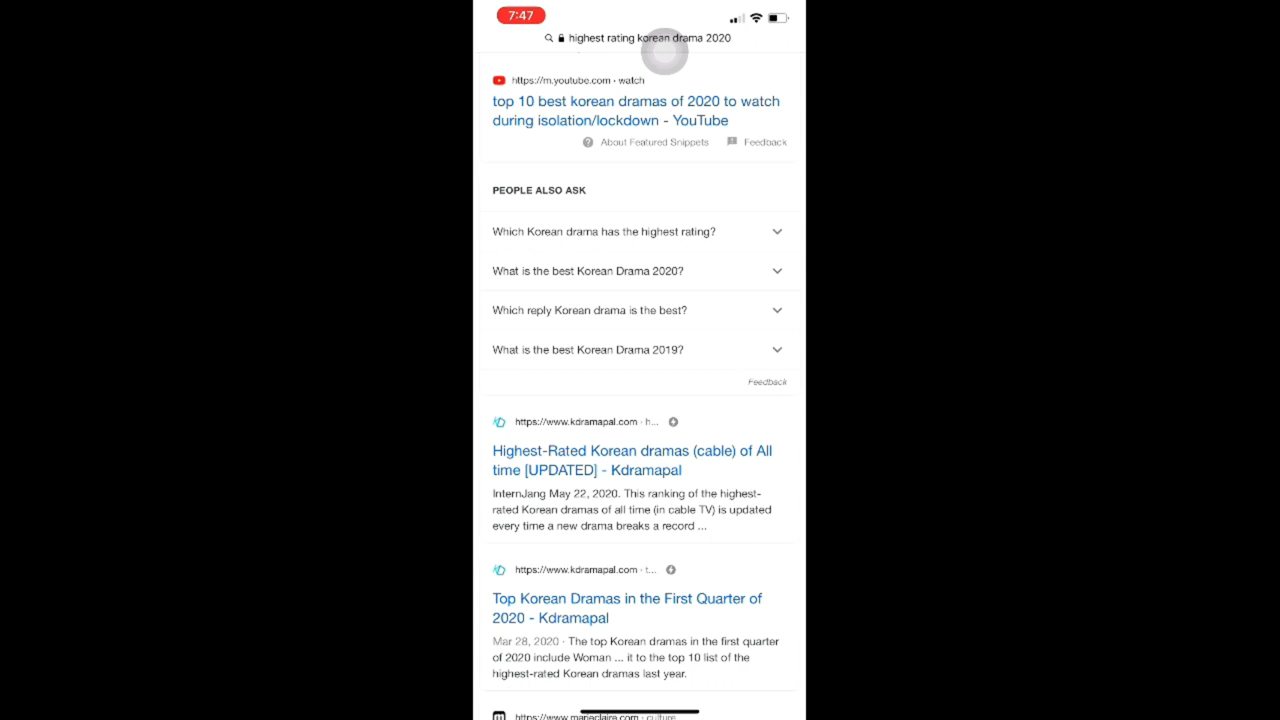 7:47
highest rating korean drama 2020
https://m.youtube.com › watch
top 10 best korean dramas of 2020 to watch
during isolation/lockdown - YouTube
About Featured Snippets Feedback
PEOPLE ALSO ASK
Which Korean drama has the highest rating?
What is the best Korean Drama 2020?
Which reply Korean drama is the best?
What is the best Korean Drama 2019?
Feedback
https://www.kdramapal.com › h...
Highest-Rated Korean dramas (cable) of All
time [UPDATED] - Kdramapal
InternJang May 22, 2020. This ranking of the highest-
rated Korean dramas of all time (in cable TV) is updated
every time a new drama breaks a record ...
https://www.kdramapal.com › t...
Top Korean Dramas in the First Quarter of
2020 - Kdramapal
Mar 28, 2020 · The top Korean dramas in the first quarter
of 2020 include Woman ... it to the top 10 list of the
highest-rated Korean dramas last year.
https://www.marieclaire.com › culture